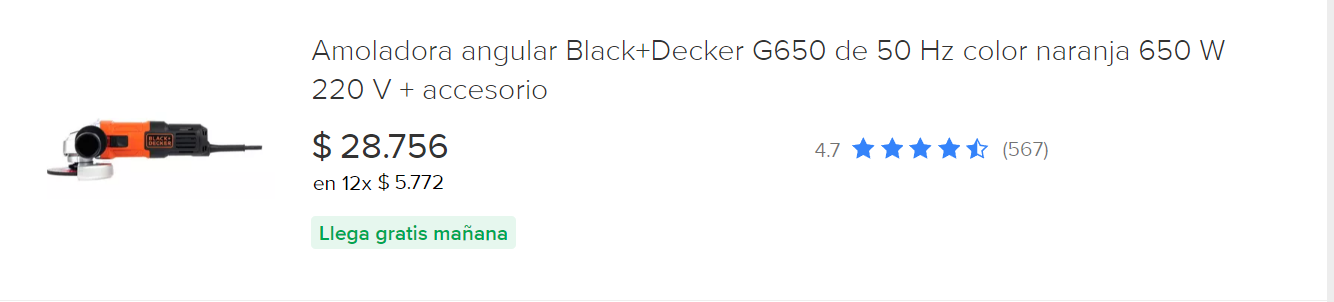 Amoladora angular Black+Decker G650 de 50 Hz color naranja 650 W
220 V + accesorio
BLACK+
DECKER
$ 28.756
4.7 (567)
en 12x $ 5.772
Llega gratis mañana